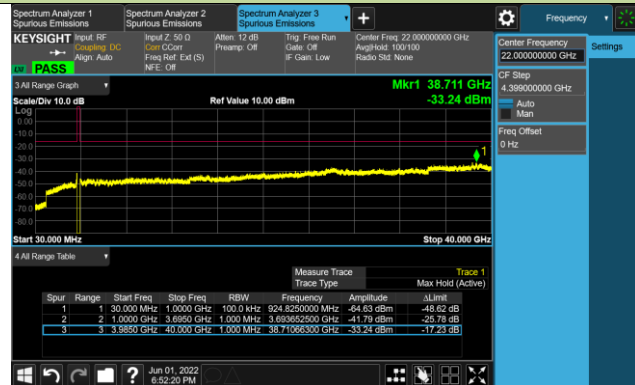 Spectrum Analyzer 1
Spurious Emissions
Spectrum Analyzer 2
Spurious Emissions
Spectrum Analyzer 3
Spurious Emissions
Frequency
KEYSIGHT
Input: RF
Coupling: DC
Align: Auto
Input Z: 50 Ω
Corr CCorr
Freq Ref: Ext (S)
NFE: Off
Atten: 12 dB
Preamp: Off
Trig: Free Run
Gate: Off
IF Gain: Low
Center Freq: 22.000000000 GHz
Avg|Hold: 100/100
Radio Std: None
PASS
Center Frequency
22.000000000 GHz
Settings
CF Step
4.399000000 GHz
Auto
Man
Freq Offset
0 Hz
3 All Range Graph
Mkr1 38.711 GHz
Scale/Div 10.0 dB
Ref Value 10.00 dBm
-33.24 dBm
Log
0.00
-10.0
-20.0
-30.0
-40.0
-50.0
-60.0
-70.0
-80.0
1
Start 30.000 MHz
Stop 40.000 GHz
4 All Range Table
Measure Trace Trace 1
Trace Type Max Hold (Active)
Spur Range Start Freq Stop Freq RBW Frequency Amplitude ΔLimit
1 1 30.000 MHz 1.0000 GHz 100.0 kHz 924.8250000 MHz -64.63 dBm -48.62 dB
2 2 1.0000 GHz 3.6950 GHz 1.000 MHz 3.693652500 GHz -41.79 dBm -25.78 dB
3 3 3.9850 GHz 40.000 GHz 1.000 MHz 38.71066300 GHz -33.24 dBm -17.23 dB
?
Jun 01, 2022
6:52:20 PM